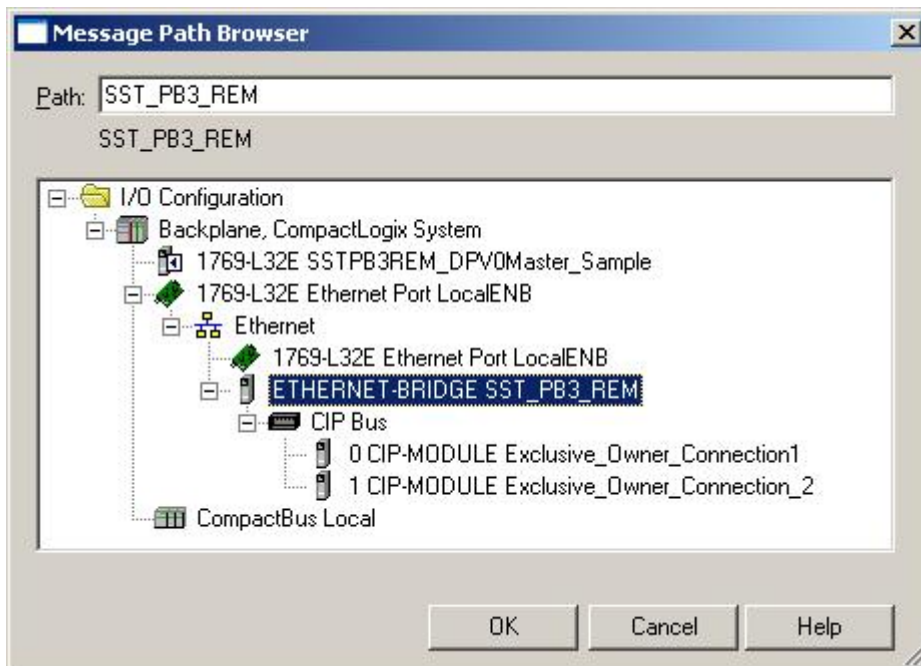 Message Path Browser
Path: SST_PB3_REM
SST_PB3_REM
I/O Configuration
Backplane, CompactLogix System
1769-L32E SSTPB3REM_DPV0Master_Sample
1769-L32E Ethernet Port LocalENB
Ethernet
1769-L32E Ethernet Port LocalENB
ETHERNET-BRIDGE SST_PB3_REM
CIP Bus
0 CIP-MODULE Exclusive_Owner_Connection1
1 CIP-MODULE Exclusive_Owner_Connection_2
CompactBus Local
OK Cancel Help